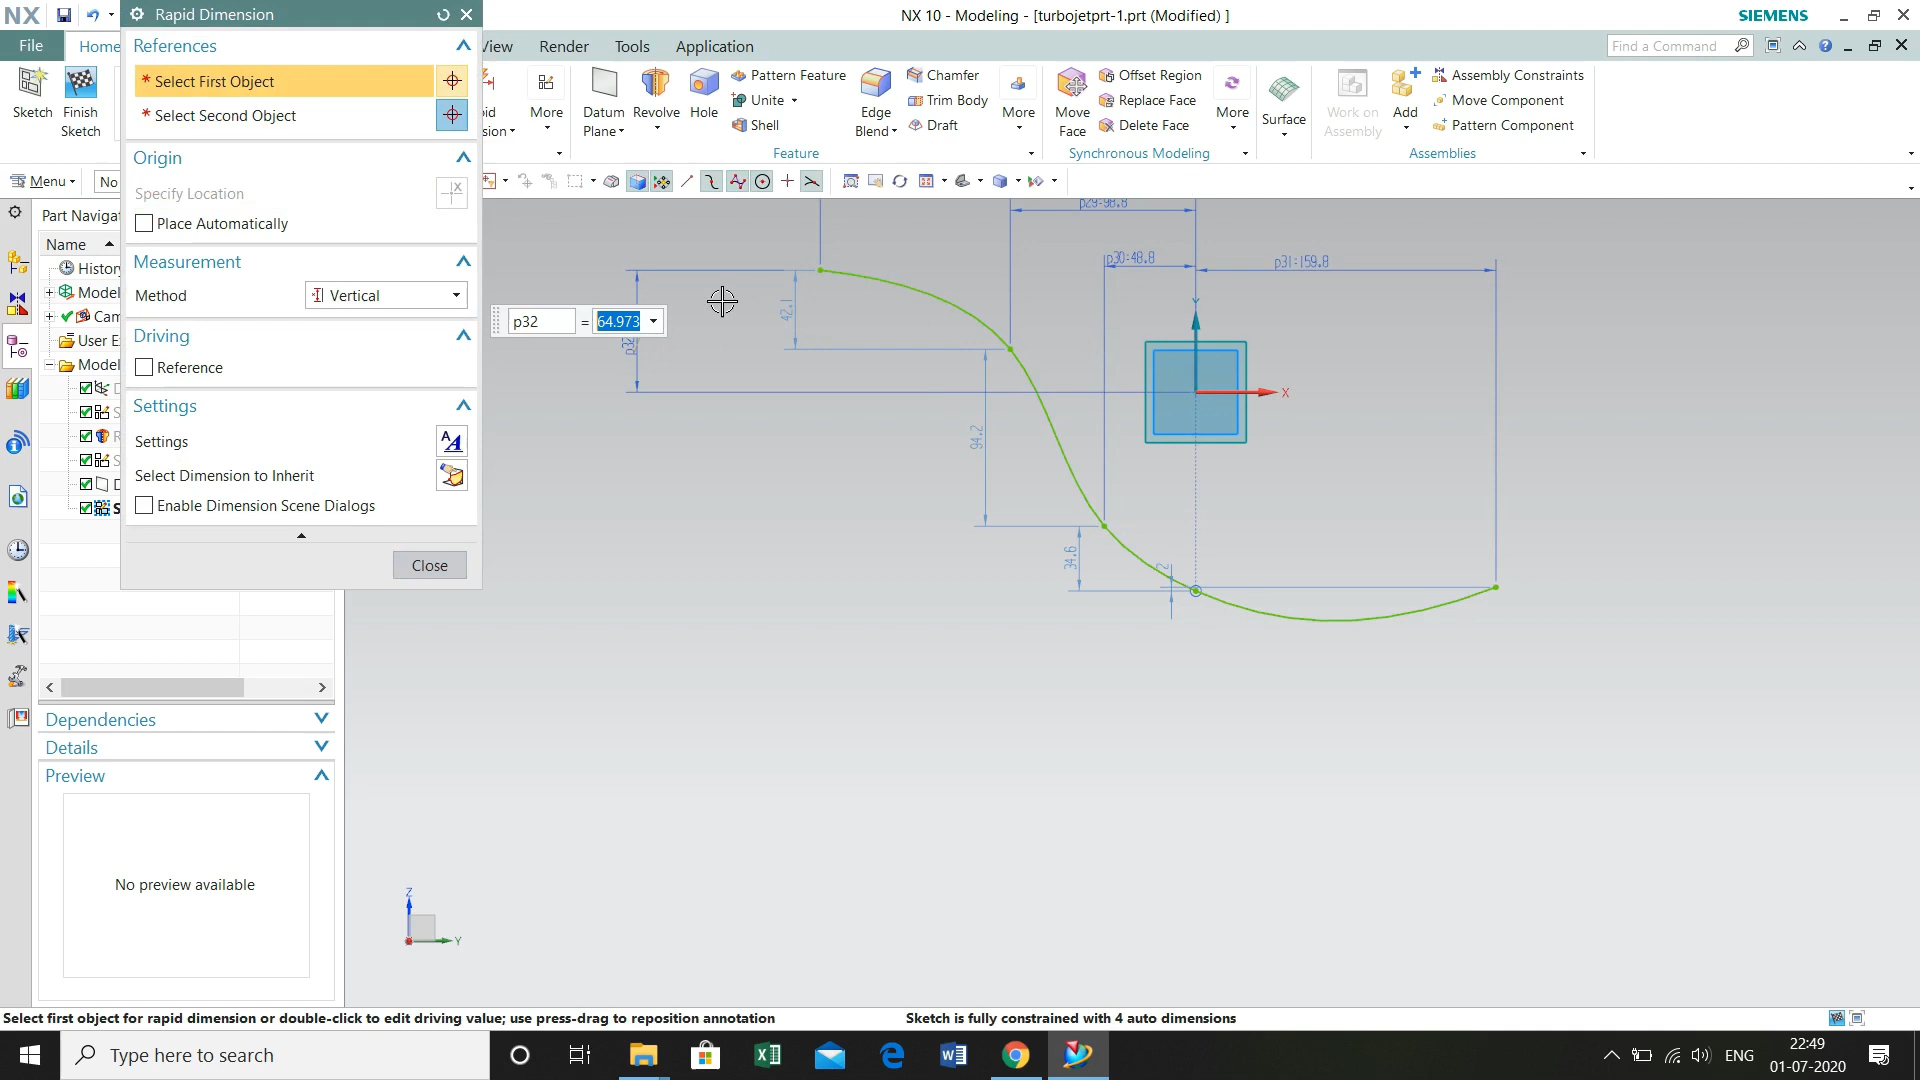 NX
Rapid Dimension
NX 10 - Modeling - [turbojetprt-1.prt (Modified) ]
SIEMENS
File
Home
View
Render
Tools
Application
Find a Command
References
* Select First Object
* Select Second Object
Origin
Specify Location
Place Automatically
Measurement
Method
Vertical
Driving
Reference
Settings
Settings
Select Dimension to Inherit
Enable Dimension Scene Dialogs
Close
Sketch
Finish Sketch
More
Datum Plane
Revolve
Hole
Pattern Feature
Unite
Shell
Edge Blend
Chamfer
Trim Body
Draft
More
Feature
Move Face
Offset Region
Replace Face
Delete Face
More
Synchronous Modeling
Surface
Work on Assembly
Add
Assembly Constraints
Move Component
Pattern Component
Assemblies
Menu
No
Part Naviga
Name
History
Model
Cam
User E
Model
Dependencies
Details
Preview
No preview available
p32
=
64.973
p29=98.8
p30:48.8
p31:159.8
42.1
94.2
34.6
2
p32
Y
X
Z
Y
Select first object for rapid dimension or double-click to edit driving value; use press-drag to reposition annotation
Sketch is fully constrained with 4 auto dimensions
Type here to search
ENG
22:49
01-07-2020